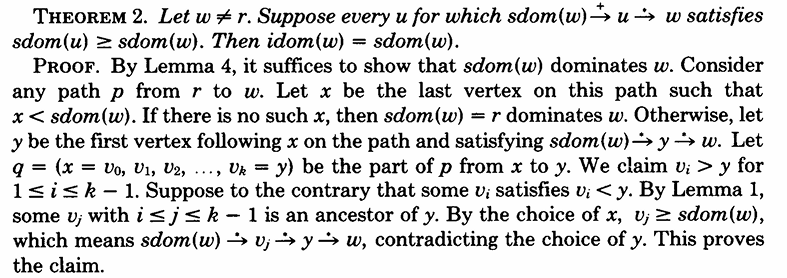 THEOREM 2. Let w ≠ r. Suppose every u for which sdom(w) →⁺ u →̇ w satisfies
sdom(u) ≥ sdom(w). Then idom(w) = sdom(w).
PROOF. By Lemma 4, it suffices to show that sdom(w) dominates w. Consider
any path p from r to w. Let x be the last vertex on this path such that
x < sdom(w). If there is no such x, then sdom(w) = r dominates w. Otherwise, let
y be the first vertex following x on the path and satisfying sdom(w) →̇ y →̇ w. Let
q = (x = v₀, v₁, v₂, ..., vₖ = y) be the part of p from x to y. We claim vᵢ > y for
1 ≤ i ≤ k − 1. Suppose to the contrary that some vᵢ satisfies vᵢ < y. By Lemma 1,
some vⱼ with i ≤ j ≤ k − 1 is an ancestor of y. By the choice of x, vⱼ ≥ sdom(w),
which means sdom(w) →̇ vⱼ →̇ y →̇ w, contradicting the choice of y. This proves
the claim.